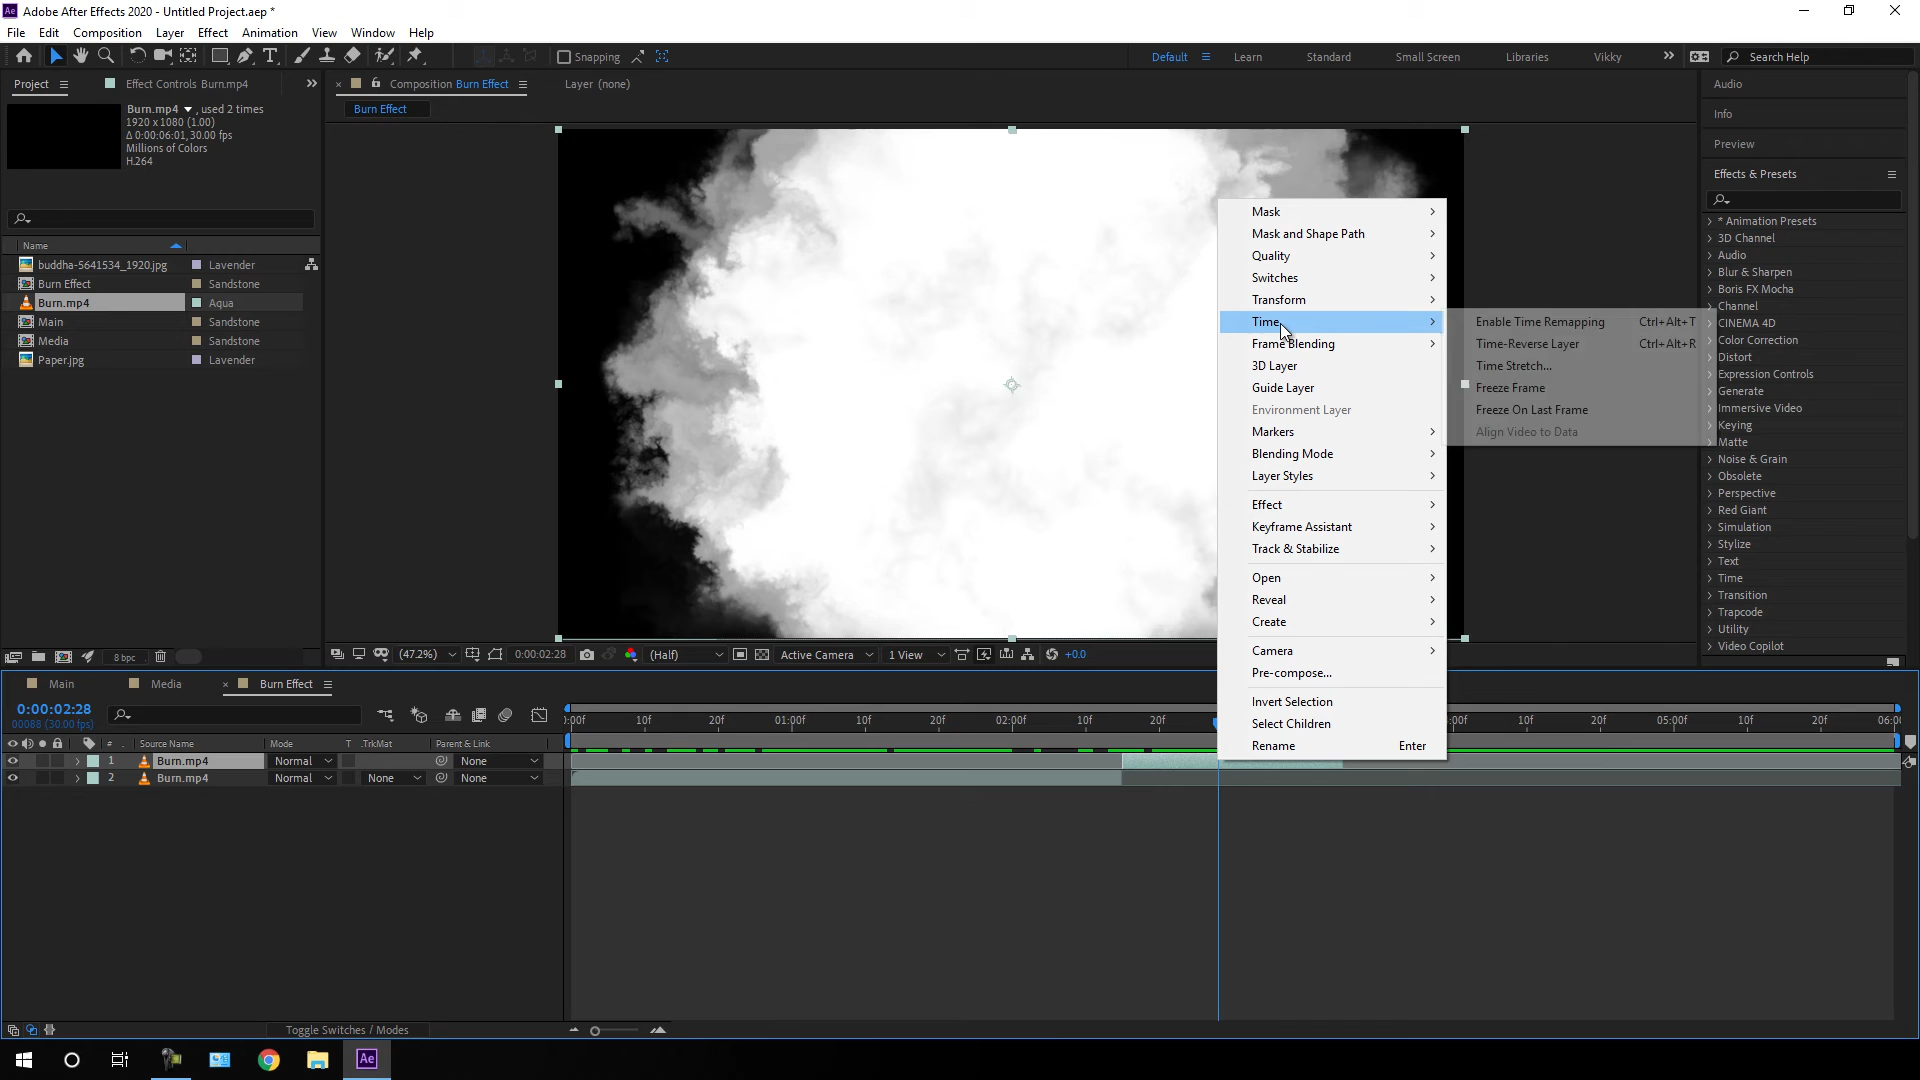 Adobe After Effects 2020 - Untitled Project.aep *
File Edit Composition Layer Effect Animation View Window Help
Snapping Default Learn Standard Small Screen Libraries Vikky Search Help
Project Effect Controls Burn.mp4 Composition Burn Effect Layer (none) Audio
Burn.mp4 , used 2 times
1920 x 1080 (1.00)
Δ 0:00:06:01, 30.00 fps
Millions of Colors
H.264
Burn Effect
Info
Preview
Effects & Presets
Name
buddha-5641534_1920.jpg Lavender
Burn Effect Sandstone
Burn.mp4 Aqua
Main Sandstone
Media Sandstone
Paper.jpg Lavender
8 bpc
Mask
Mask and Shape Path
Quality
Switches
Transform
Time
Frame Blending
3D Layer
Guide Layer
Environment Layer
Markers
Blending Mode
Layer Styles
Effect
Keyframe Assistant
Track & Stabilize
Open
Reveal
Create
Camera
Pre-compose...
Invert Selection
Select Children
Rename Enter
Enable Time Remapping Ctrl+Alt+T
Time-Reverse Layer Ctrl+Alt+R
Time Stretch...
Freeze Frame
Freeze On Last Frame
Align Video to Data
* Animation Presets
3D Channel
Audio
Blur & Sharpen
Boris FX Mocha
Channel
CINEMA 4D
Color Correction
Distort
Expression Controls
Generate
Immersive Video
Keying
Matte
Noise & Grain
Obsolete
Perspective
Red Giant
Simulation
Stylize
Text
Time
Transition
Trapcode
Utility
Video Copilot
(47.2%) 0:00:02:28 (Half) Active Camera 1 View +0.0
Main Media Burn Effect
0:00:02:28
00088 (30.00 fps)
:00f 10f 20f 01:00f 10f 20f 02:00f 10f 20f :00f 10f 20f 05:00f 10f 20f 06:00
# Source Name Mode T .TrkMat Parent & Link
1 Burn.mp4 Normal None
2 Burn.mp4 Normal None None
Toggle Switches / Modes
Ae